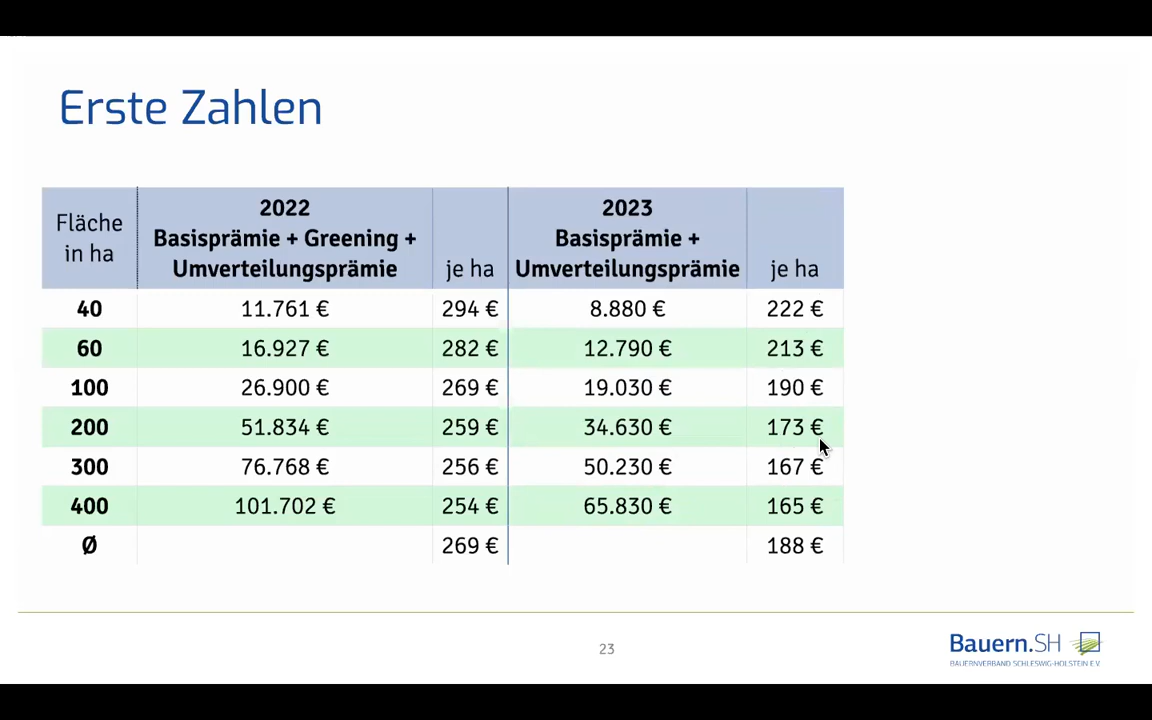 Erste Zahlen
Fläche in ha | 2022 Basisprämie + Greening + Umverteilungsprämie | je ha | 2023 Basisprämie + Umverteilungsprämie | je ha
40 11.761 € 294 € 8.880 € 222 €
60 16.927 € 282 € 12.790 € 213 €
100 26.900 € 269 € 19.030 € 190 €
200 51.834 € 259 € 34.630 € 173 €
300 76.768 € 256 € 50.230 € 167 €
400 101.702 € 254 € 65.830 € 165 €
Ø 269 € 188 €
23
Bauern.SH
BAUERNVERBAND SCHLESWIG-HOLSTEIN E.V.